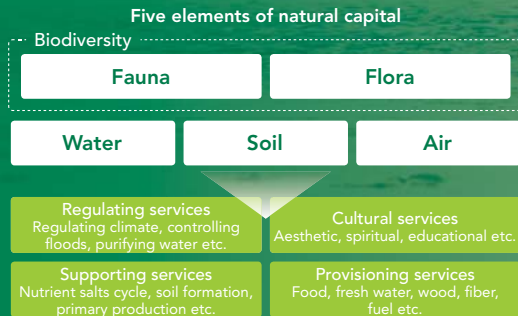 Five elements of natural capital
Biodiversity
Fauna
Flora
Water
Soil
Air
Regulating services
Regulating climate, controlling
floods, purifying water etc.
Cultural services
Aesthetic, spiritual, educational etc.
Supporting services
Nutrient salts cycle, soil formation,
primary production etc.
Provisioning services
Food, fresh water, wood, fiber,
fuel etc.